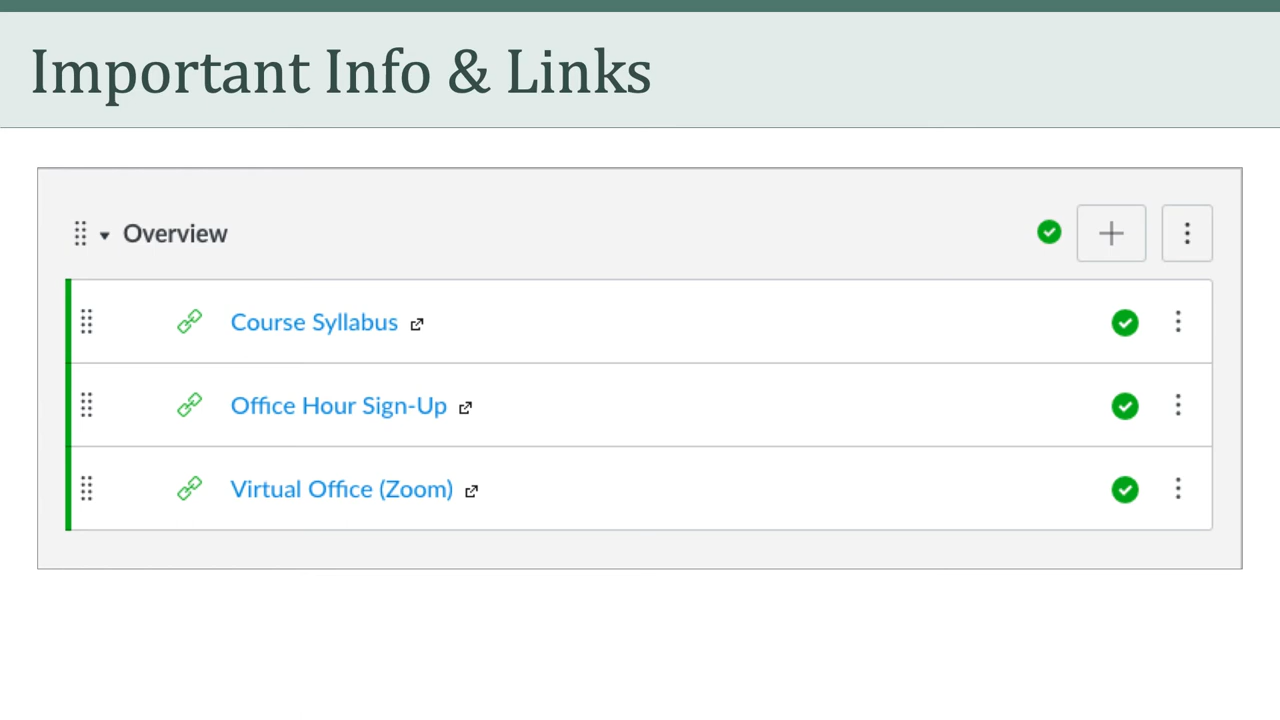 Important Info & Links
Overview
Course Syllabus
Office Hour Sign-Up
Virtual Office (Zoom)